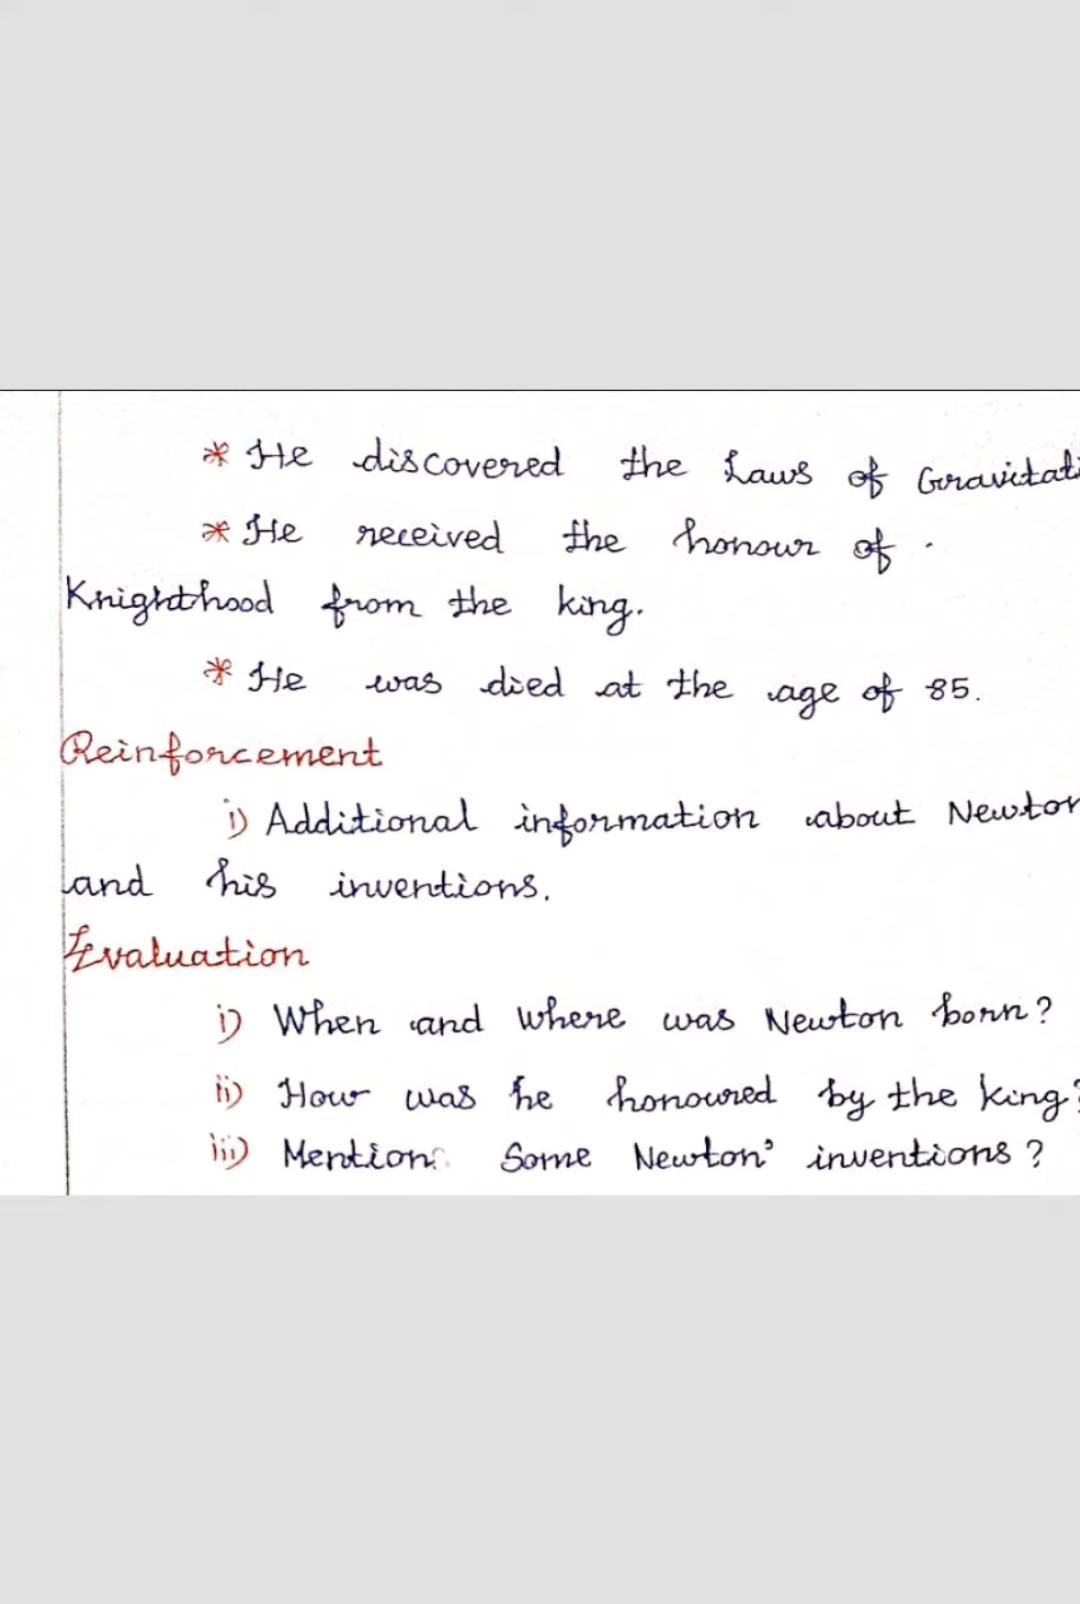 * He discovered the Laws of Gravitati
* He received the honour of
Knighthood from the king.
* He was died at the age of 85.
Reinforcement
i) Additional information about Newton
and his inventions.
Evaluation
i) When and where was Newton born?
ii) How was he honoured by the king?
iii) Mention Some Newton' inventions?